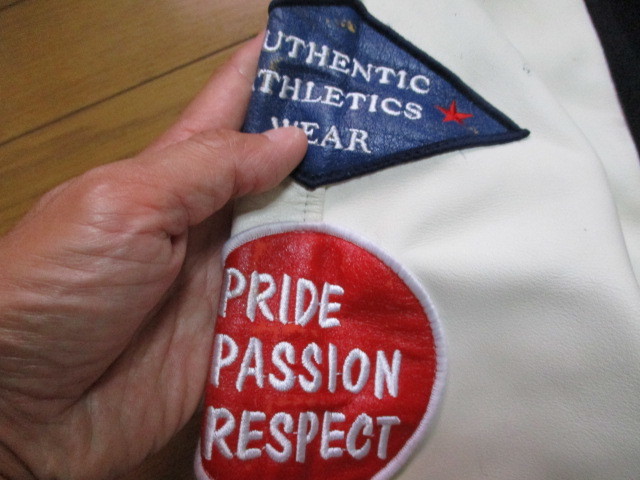 UTHENTIC
THLETICS
WEAR
PRIDE
PASSION
RESPECT